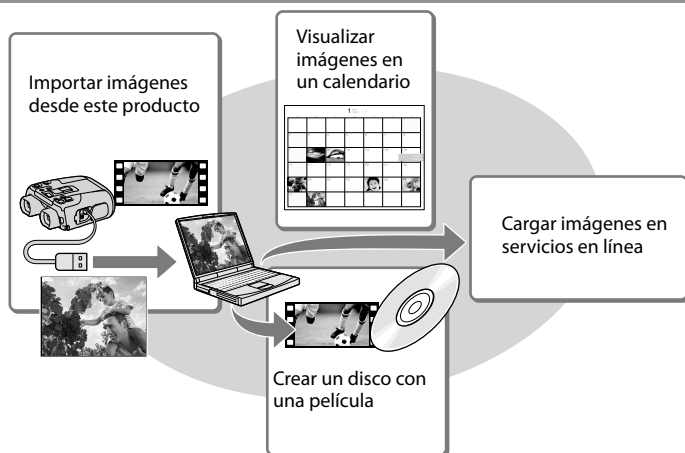 Importar imágenes
desde este producto
Visualizar
imágenes en
un calendario
1
Cargar imágenes en
servicios en línea
Crear un disco con
una película